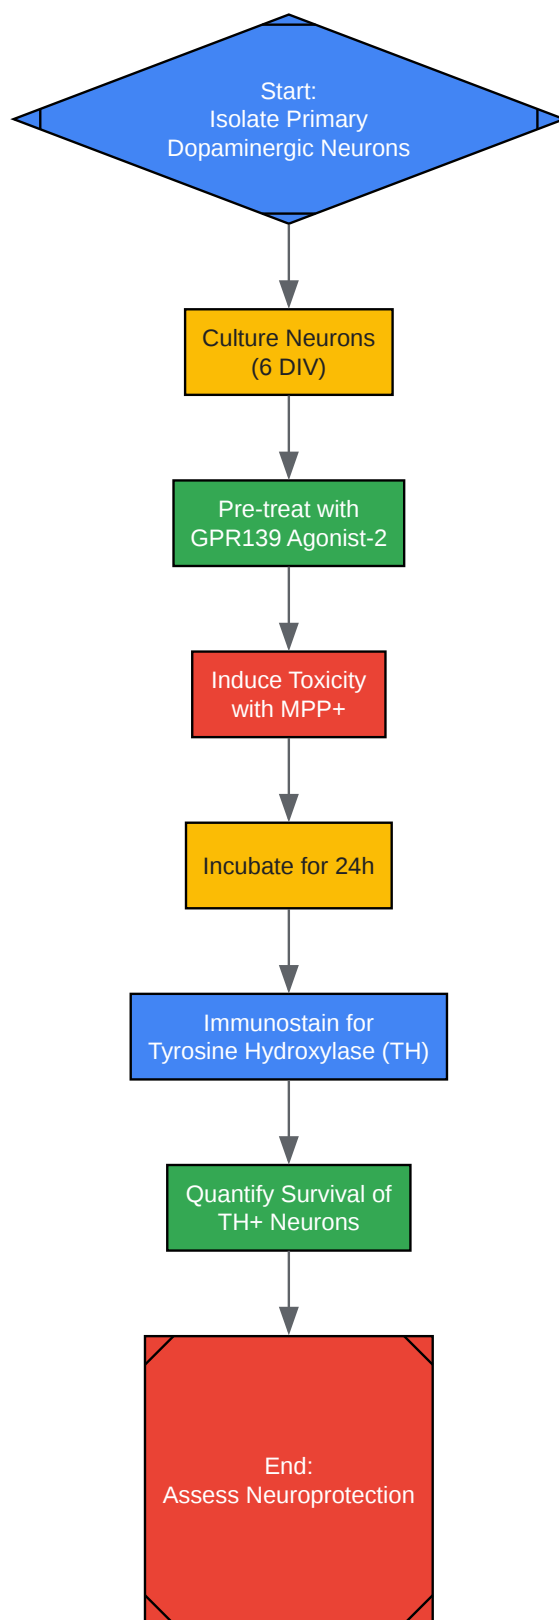 Start:
Isolate Primary
Dopaminergic Neurons
Culture Neurons
(6 DIV)
Pre-treat with
GPR139 Agonist-2
Induce Toxicity
with MPP+
Incubate for 24h
Immunostain for
Tyrosine Hydroxylase (TH)
Quantify Survival of
TH+ Neurons
End:
Assess Neuroprotection